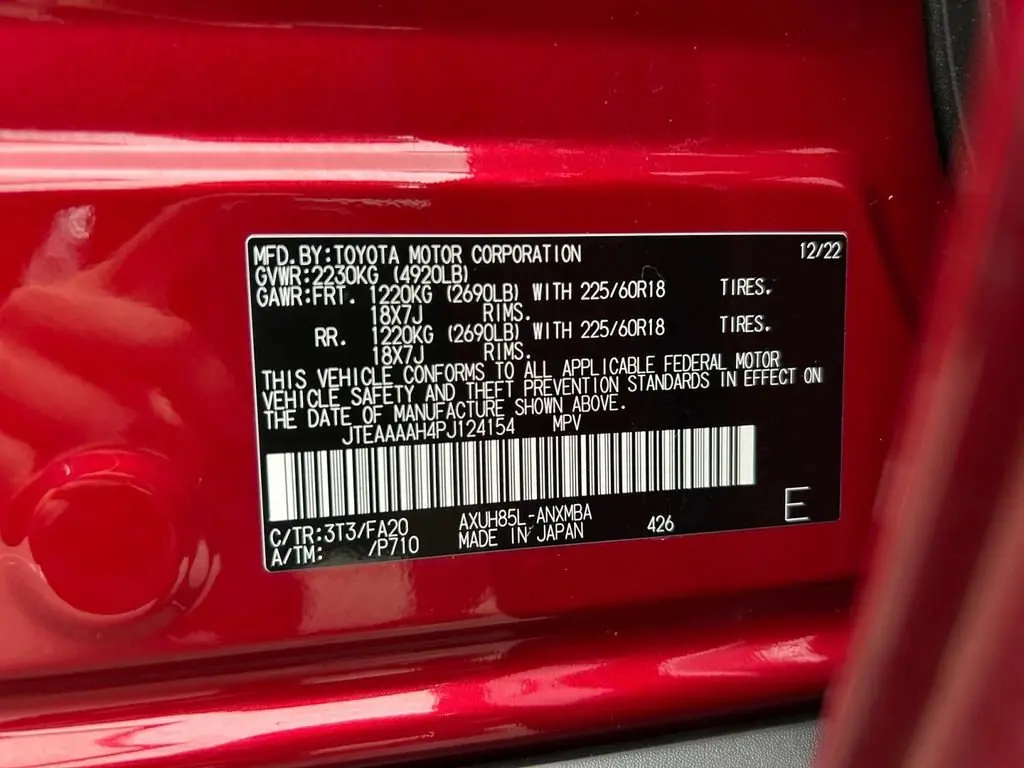 MFD.BY:TOYOTA MOTOR CORPORATION 12/22
GVWR:2230KG (4920LB)
GAWR:FRT. 1220KG (2690LB) WITH 225/60R18 TIRES.
18X7J RIMS.
RR. 1220KG (2690LB) WITH 225/60R18 TIRES.
18X7J RIMS.
THIS VEHICLE CONFORMS TO ALL APPLICABLE FEDERAL MOTOR
VEHICLE SAFETY AND THEFT PREVENTION STANDARDS IN EFFECT ON
THE DATE OF MANUFACTURE SHOWN ABOVE.
JTEAAAAH4PJ124154 MPV
C/TR:3T3/FA20 AXUH85L-ANXMBA 426 E
A/TM: /P710 MADE IN JAPAN